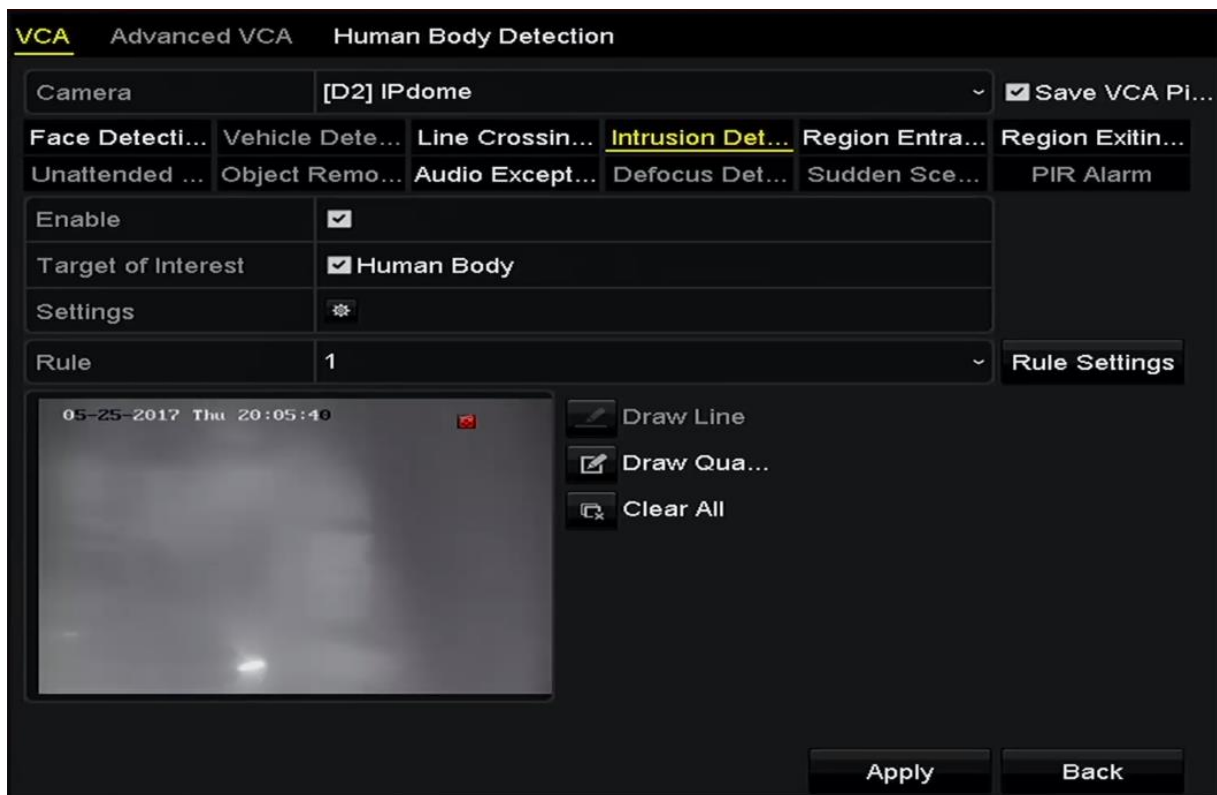 VCA Advanced VCA Human Body Detection
Camera [D2] IPdome Save VCA Pi...
Face Detecti... Vehicle Dete... Line Crossin... Intrusion Det... Region Entra... Region Exitin...
Unattended ... Object Remo... Audio Except... Defocus Det... Sudden Sce... PIR Alarm
Enable
Target of Interest Human Body
Settings
Rule 1 Rule Settings
05-25-2017 Thu 20:05:40
Draw Line
Draw Qua...
Clear All
Apply Back